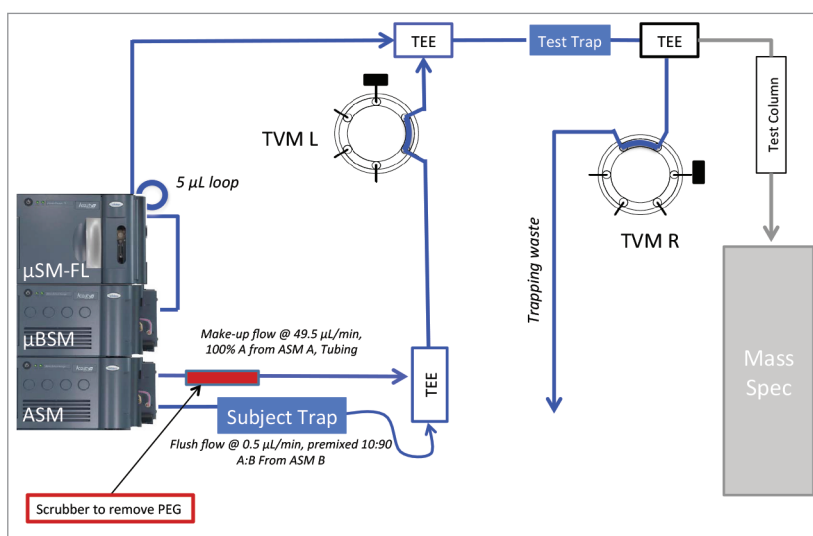 TEE
Test Trap
TEE
Test Column
TVM L
5 µL loop
TVM R
µSM-FL
µBSM
ASM
Trapping waste
Make-up flow @ 49.5 µL/min,
100% A from ASM A, Tubing
TEE
Subject Trap
Flush flow @ 0.5 µL/min, premixed 10:90
A:B From ASM B
Mass
Spec
Scrubber to remove PEG